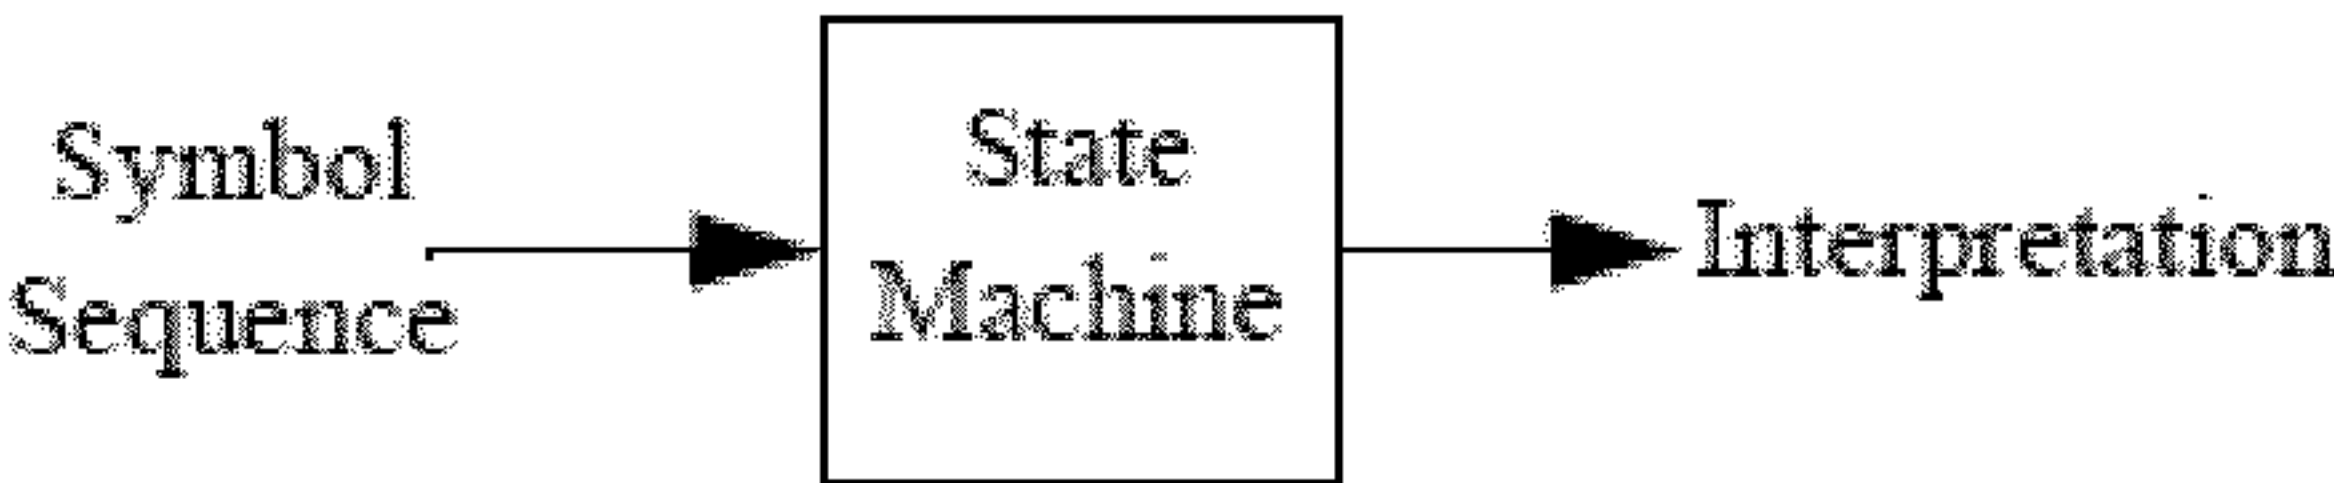 Symbol
Sequence
State
Machine
Interpretation